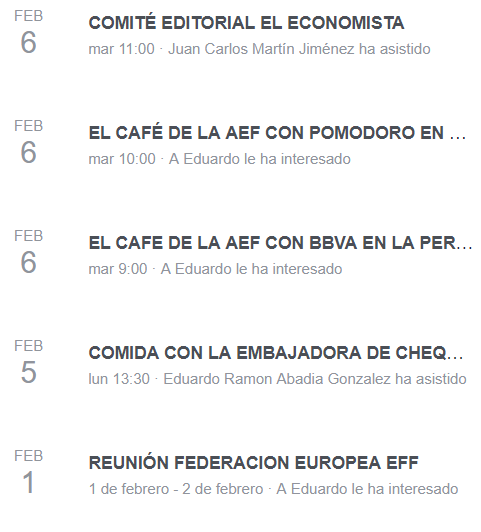 FEB
6
COMITÉ EDITORIAL EL ECONOMISTA
mar 11:00 · Juan Carlos Martín Jiménez ha asistido
FEB
6
EL CAFÉ DE LA AEF CON POMODORO EN ...
mar 10:00 · A Eduardo le ha interesado
FEB
6
EL CAFE DE LA AEF CON BBVA EN LA PER...
mar 9:00 · A Eduardo le ha interesado
FEB
5
COMIDA CON LA EMBAJADORA DE CHEQ...
lun 13:30 · Eduardo Ramon Abadia Gonzalez ha asistido
FEB
1
REUNIÓN FEDERACION EUROPEA EFF
1 de febrero - 2 de febrero · A Eduardo le ha interesado